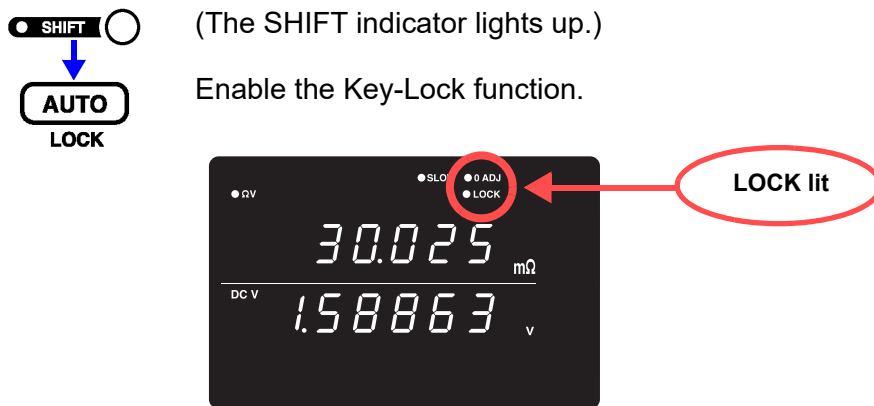 SHIFT (The SHIFT indicator lights up.)
AUTO Enable the Key-Lock function.
LOCK
SLO 0 ADJ
ΩV LOCK
LOCK lit
30.025 mΩ
DC V
1.58863 V